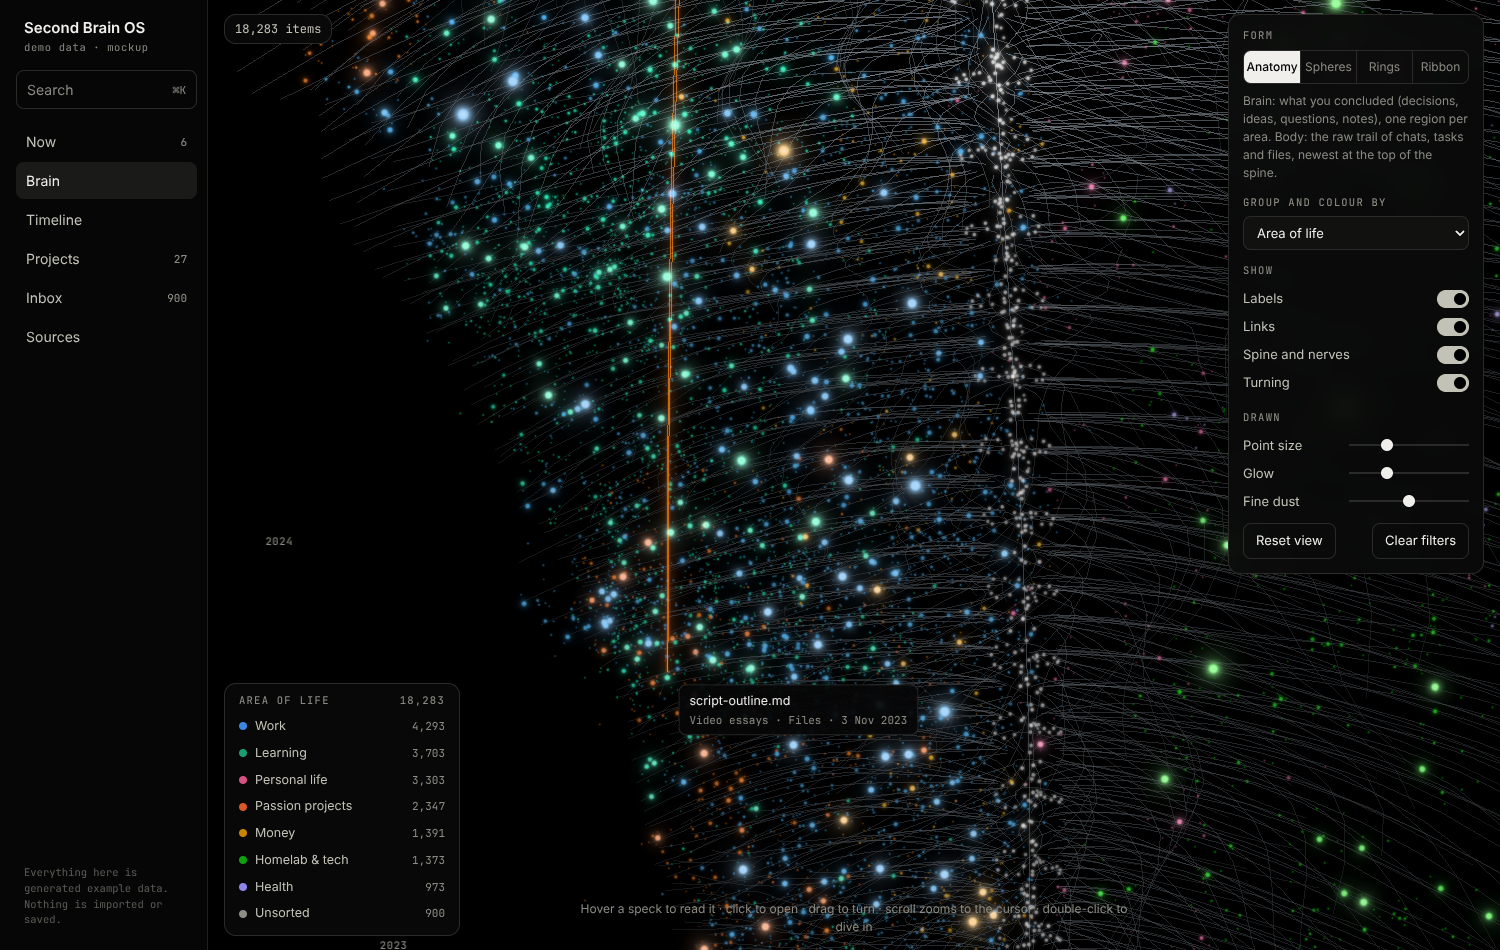 Second Brain OS
demo data · mockup
Search ⌘K
Now 6
Brain
Timeline
Projects 27
Inbox 900
Sources
Everything here is
generated example data.
Nothing is imported or
saved.
18,283 items
2024
AREA OF LIFE 18,283
Work 4,293
Learning 3,703
Personal life 3,303
Passion projects 2,347
Money 1,391
Homelab & tech 1,373
Health 973
Unsorted 900
2023
script-outline.md
Video essays · Files · 3 Nov 2023
Hover a speck to read it · click to open · drag to turn · scroll zooms to the cursor · double-click to
dive in
FORM
Anatomy Spheres Rings Ribbon
Brain: what you concluded (decisions,
ideas, questions, notes), one region per
area. Body: the raw trail of chats, tasks
and files, newest at the top of the
spine.
GROUP AND COLOUR BY
Area of life
SHOW
Labels
Links
Spine and nerves
Turning
DRAWN
Point size
Glow
Fine dust
Reset view Clear filters